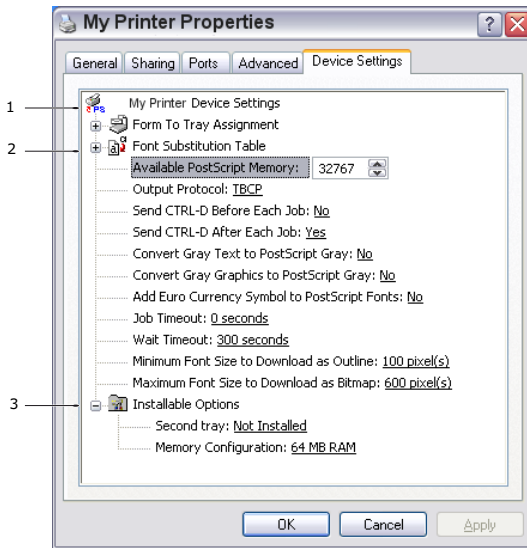 My Printer Properties
?
General Sharing Ports Advanced Device Settings
1
PS
My Printer Device Settings
Form To Tray Assignment
2
a
a
Font Substitution Table
Available PostScript Memory: 32767
Output Protocol: TBCP
Send CTRL-D Before Each Job: No
Send CTRL-D After Each Job: Yes
Convert Gray Text to PostScript Gray: No
Convert Gray Graphics to PostScript Gray: No
Add Euro Currency Symbol to PostScript Fonts: No
Job Timeout: 0 seconds
Wait Timeout: 300 seconds
Minimum Font Size to Download as Outline: 100 pixel(s)
Maximum Font Size to Download as Bitmap: 600 pixel(s)
3
Installable Options
Second tray: Not Installed
Memory Configuration: 64 MB RAM
OK Cancel Apply